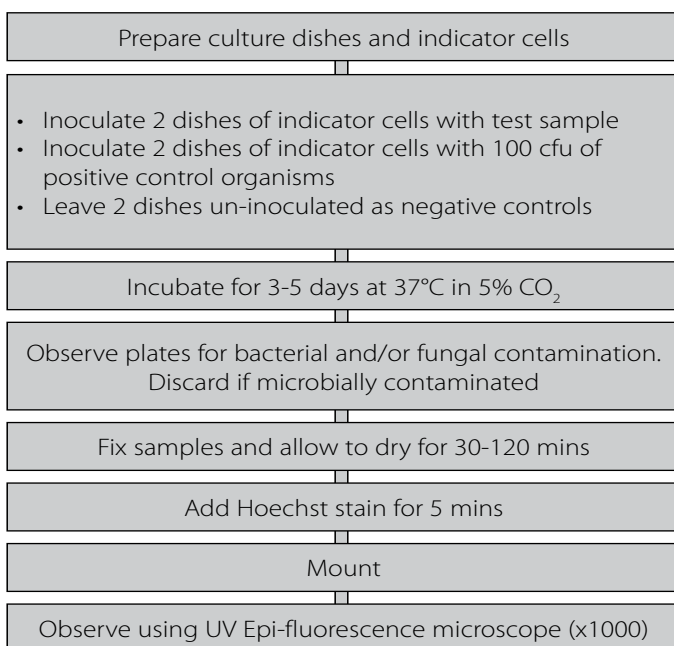 Prepare culture dishes and indicator cells
• Inoculate 2 dishes of indicator cells with test sample
• Inoculate 2 dishes of indicator cells with 100 cfu of
positive control organisms
• Leave 2 dishes un-inoculated as negative controls
Incubate for 3-5 days at 37°C in 5% CO₂
Observe plates for bacterial and/or fungal contamination.
Discard if microbially contaminated
Fix samples and allow to dry for 30-120 mins
Add Hoechst stain for 5 mins
Mount
Observe using UV Epi-fluorescence microscope (x1000)